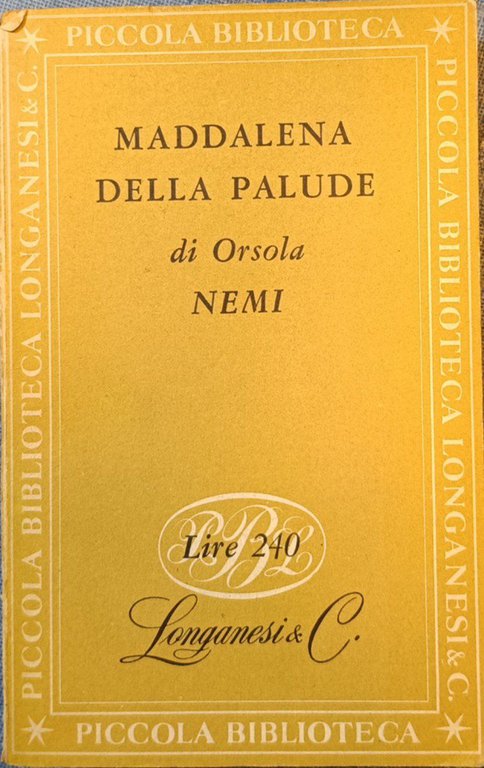 PICCOLA BIBLIOTECA
PICCOLA BIBLIOTECA LONGANESI & C.
PICCOLA BIBLIOTECA LONGANESI & C.
MADDALENA
DELLA PALUDE
di Orsola
NEMI
PBL
Lire 240
Longanesi & C.
PICCOLA BIBLIOTECA